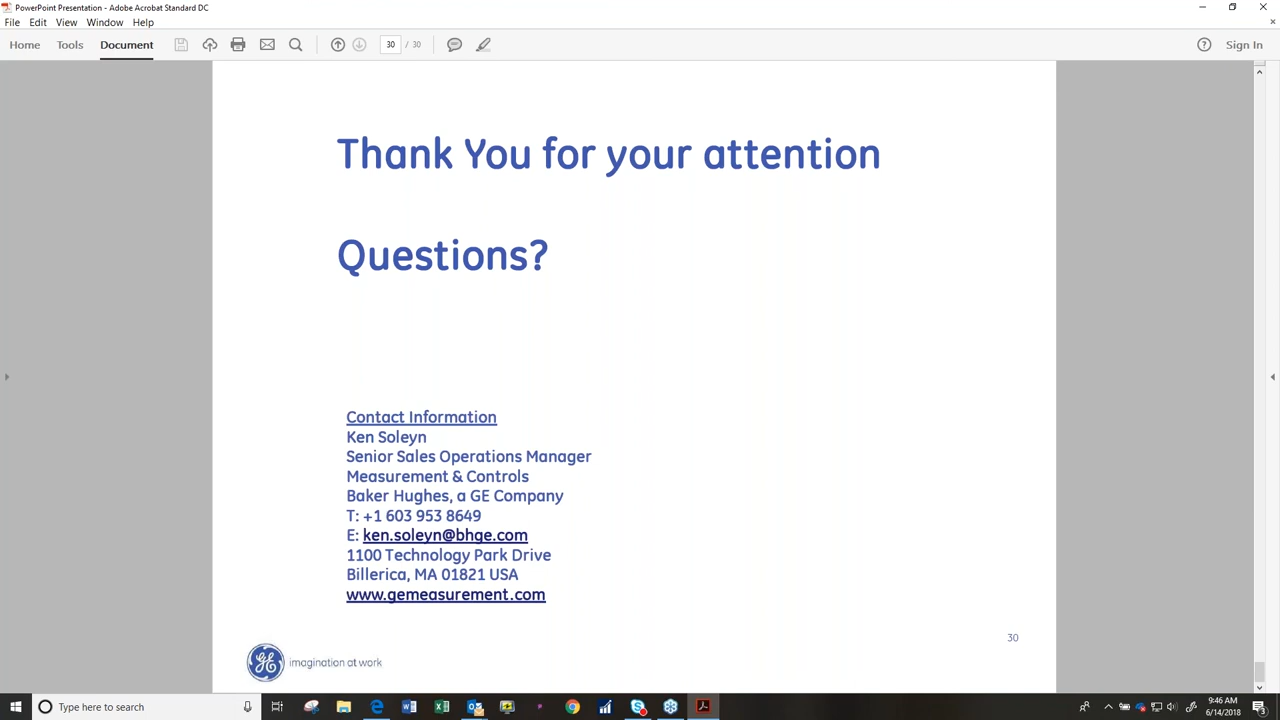 PowerPoint Presentation - Adobe Acrobat Standard DC
File Edit View Window Help
Home Tools Document 30 / 30 Sign In
Thank You for your attention
Questions?
Contact Information
Ken Soleyn
Senior Sales Operations Manager
Measurement & Controls
Baker Hughes, a GE Company
T: +1 603 953 8649
E: ken.soleyn@bhge.com
1100 Technology Park Drive
Billerica, MA 01821 USA
www.gemeasurement.com
30
GE imagination at work
Type here to search
9:46 AM
6/14/2018